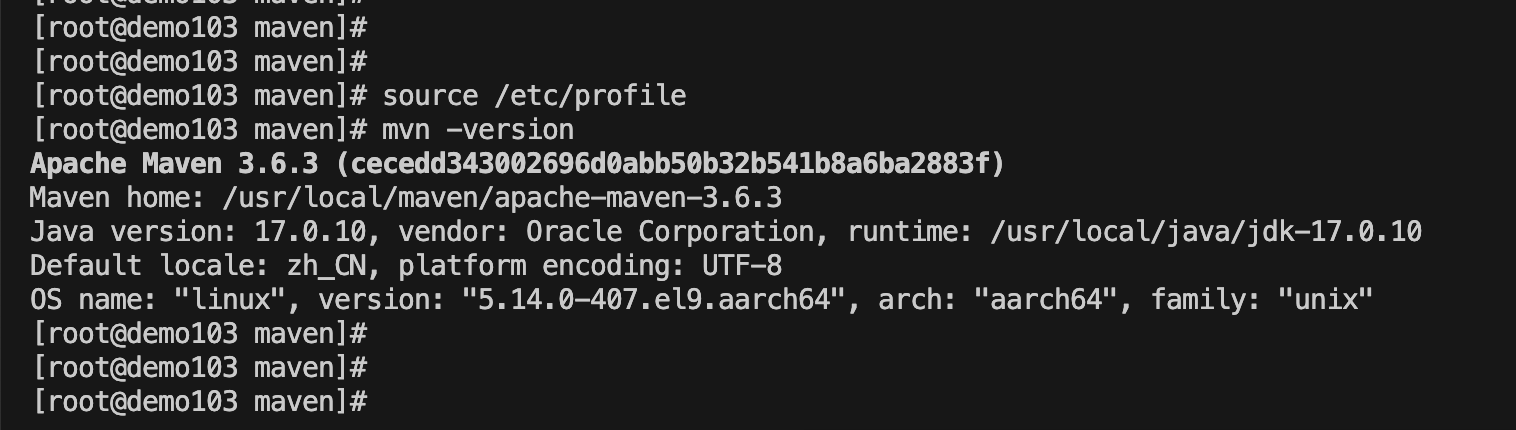 [root@demo103 maven]#
[root@demo103 maven]#
[root@demo103 maven]#
[root@demo103 maven]# source /etc/profile
[root@demo103 maven]# mvn -version
Apache Maven 3.6.3 (cecedd343002696d0abb50b32b541b8a6ba2883f)
Maven home: /usr/local/maven/apache-maven-3.6.3
Java version: 17.0.10, vendor: Oracle Corporation, runtime: /usr/local/java/jdk-17.0.10
Default locale: zh_CN, platform encoding: UTF-8
OS name: "linux", version: "5.14.0-407.el9.aarch64", arch: "aarch64", family: "unix"
[root@demo103 maven]#
[root@demo103 maven]#
[root@demo103 maven]#